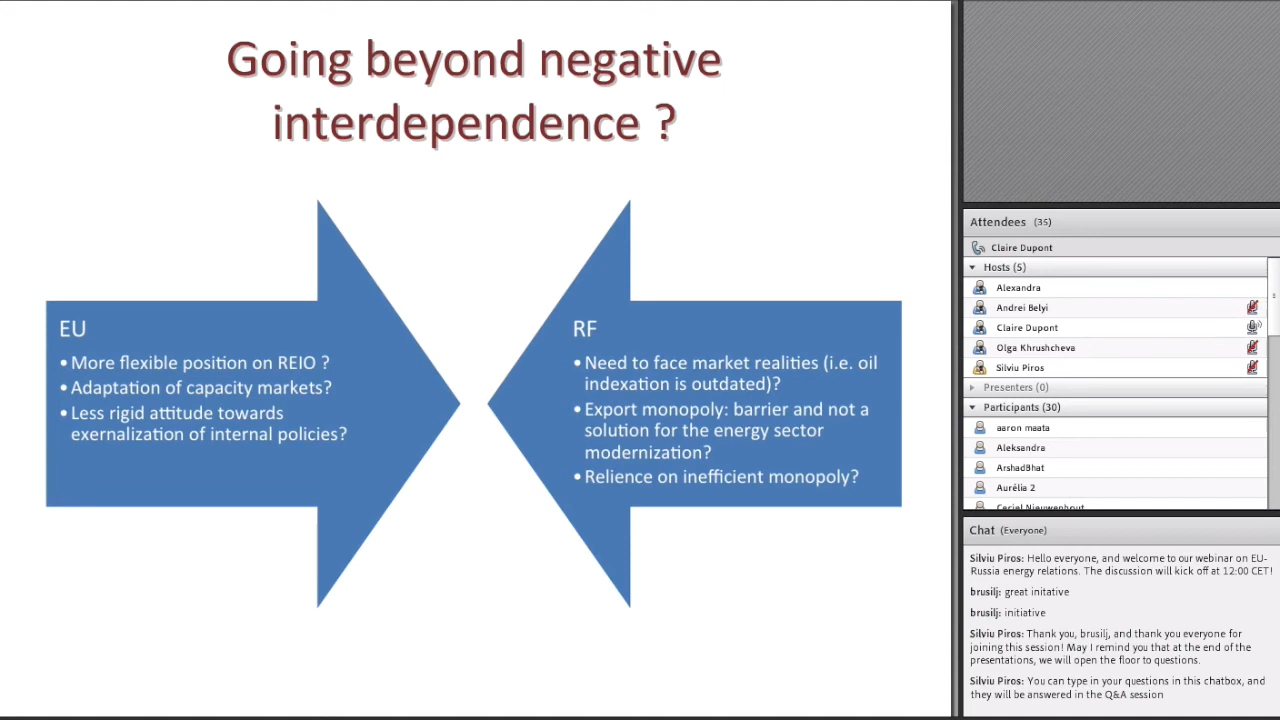 Going beyond negative
interdependence ?
EU
•More flexible position on REIO ?
•Adaptation of capacity markets?
•Less rigid attitude towards
exernalization of internal policies?
RF
•Need to face market realities (i.e. oil
indexation is outdated)?
•Export monopoly: barrier and not a
solution for the energy sector
modernization?
•Relience on inefficient monopoly?
Attendees (35)
Claire Dupont
Hosts (5)
Alexandra
Andrei Belyi
Claire Dupont
Olga Khrushcheva
Silviu Piros
Presenters (0)
Participants (30)
aaron maata
Aleksandra
ArshadBhat
Aurélia 2
Ceciel Nieuwenhout
Chat (Everyone)
Silviu Piros: Hello everyone, and welcome to our webinar on EU-
Russia energy relations. The discussion will kick off at 12:00 CET!
brusilj: great initative
brusilj: initiative
Silviu Piros: Thank you, brusilj, and thank you everyone for
joining this session! May I remind you that at the end of the
presentations, we will open the floor to questions.
Silviu Piros: You can type in your questions in this chatbox, and
they will be answered in the Q&A session